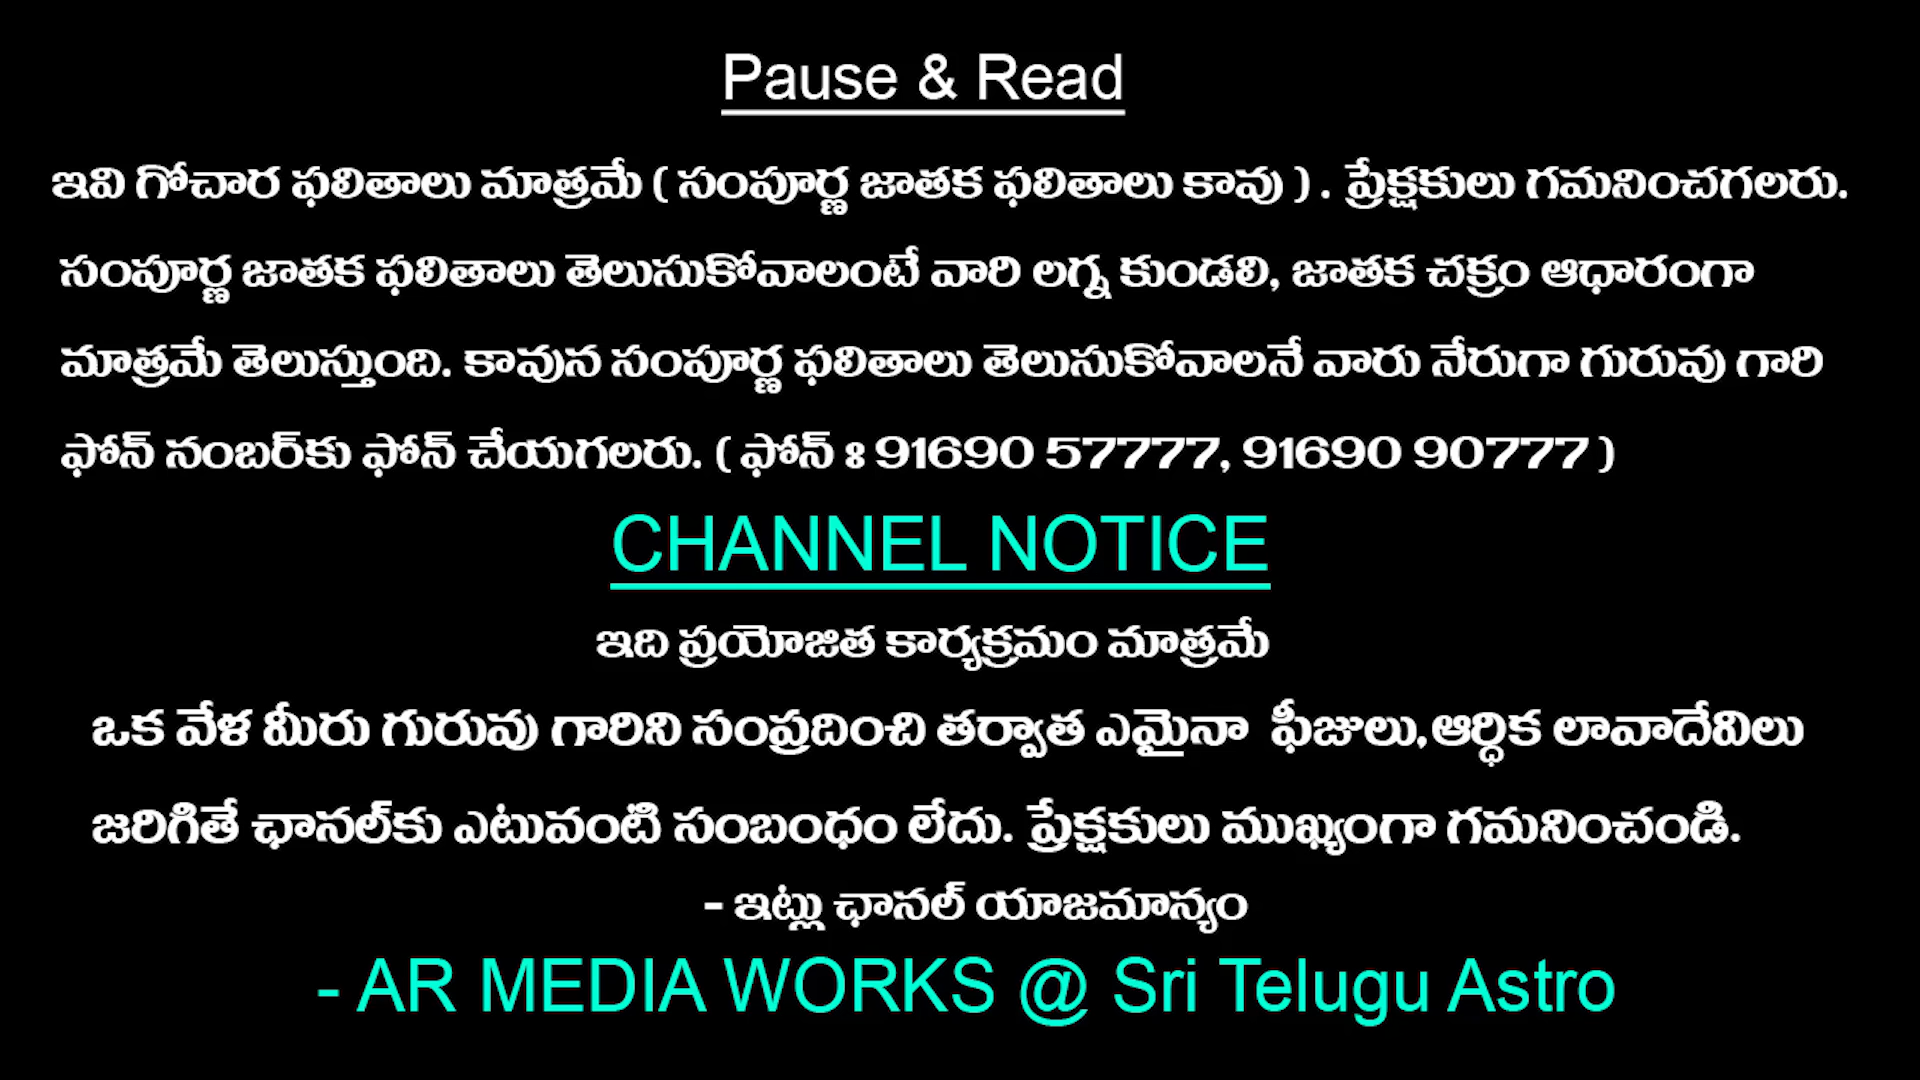 Pause & Read
ఇవి గోచార ఫలితాలు మాత్రమే ( సంపూర్ణ జాతక ఫలితాలు కావు ) . ప్రేక్షకులు గమనించగలరు.
సంపూర్ణ జాతక ఫలితాలు తెలుసుకోవాలంటే వారి లగ్న కుండలి, జాతక చక్రం ఆధారంగా
మాత్రమే తెలుస్తుంది. కావున సంపూర్ణ ఫలితాలు తెలుసుకోవాలనే వారు నేరుగా గురువు గారి
ఫోన్ నంబర్‌కు ఫోన్ చేయగలరు. ( ఫోన్ ః 91690 57777, 91690 90777 )
CHANNEL NOTICE
ఇది ప్రయోజిత కార్యక్రమం మాత్రమే
ఒక వేళ మీరు గురువు గారిని సంప్రదించి తర్వాత ఎమైనా ఫీజులు,ఆర్ధిక లావాదేవిలు
జరిగితే ఛానల్‌కు ఎటువంటి సంబంధం లేదు. ప్రేక్షకులు ముఖ్యంగా గమనించండి.
- ఇట్లు ఛానల్ యాజమాన్యం
- AR MEDIA WORKS @ Sri Telugu Astro